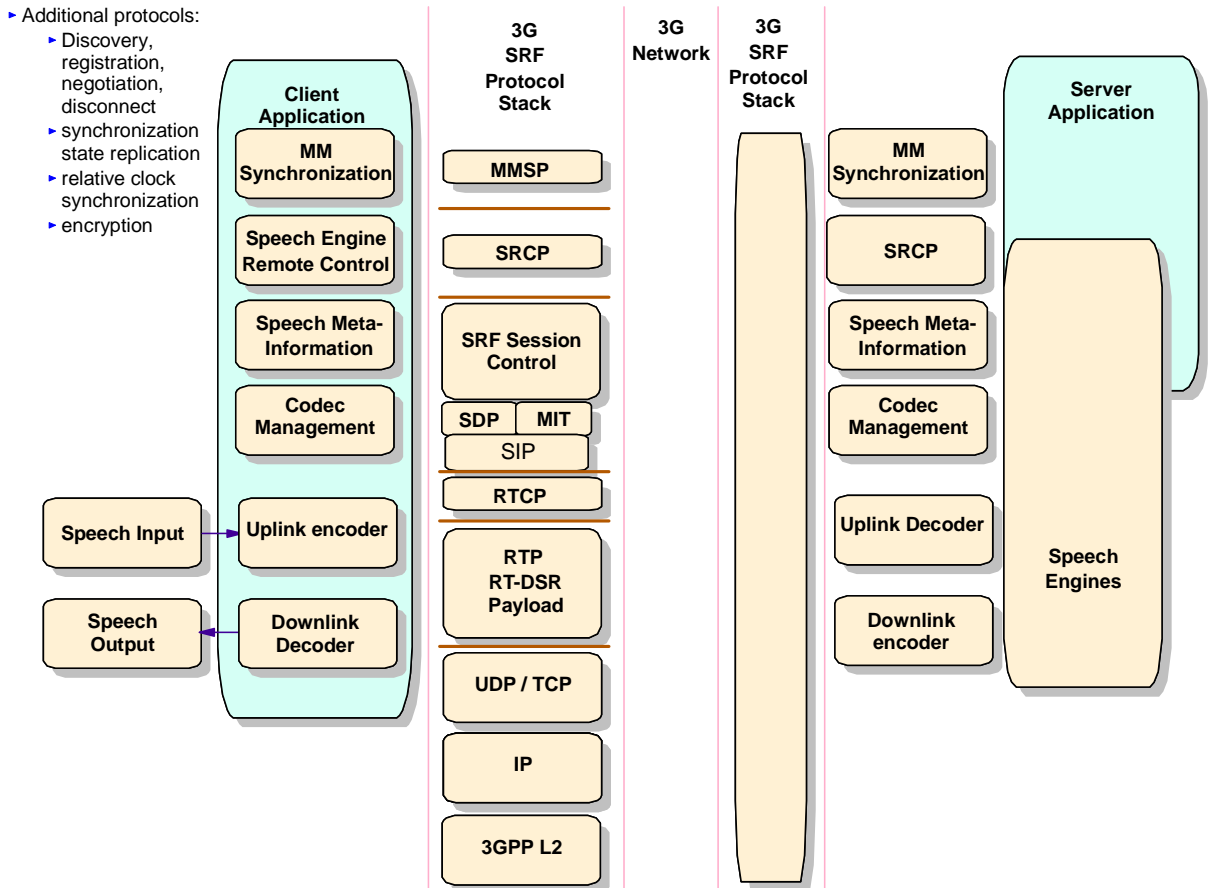 Additional protocols:
Discovery,
registration,
negotiation,
disconnect
synchronization
state replication
relative clock
synchronization
encryption
Client
Application
MM
Synchronization
Speech Engine
Remote Control
Speech Meta-
Information
Codec
Management
Speech Input
Uplink encoder
Speech
Output
Downlink
Decoder
3G
SRF
Protocol
Stack
MMSP
SRCP
SRF Session
Control
SDP
MIT
SIP
RTCP
RTP
RT-DSR
Payload
UDP / TCP
IP
3GPP L2
3G
Network
3G
SRF
Protocol
Stack
MM
Synchronization
SRCP
Speech Meta-
Information
Codec
Management
Uplink Decoder
Downlink
encoder
Server
Application
Speech
Engines